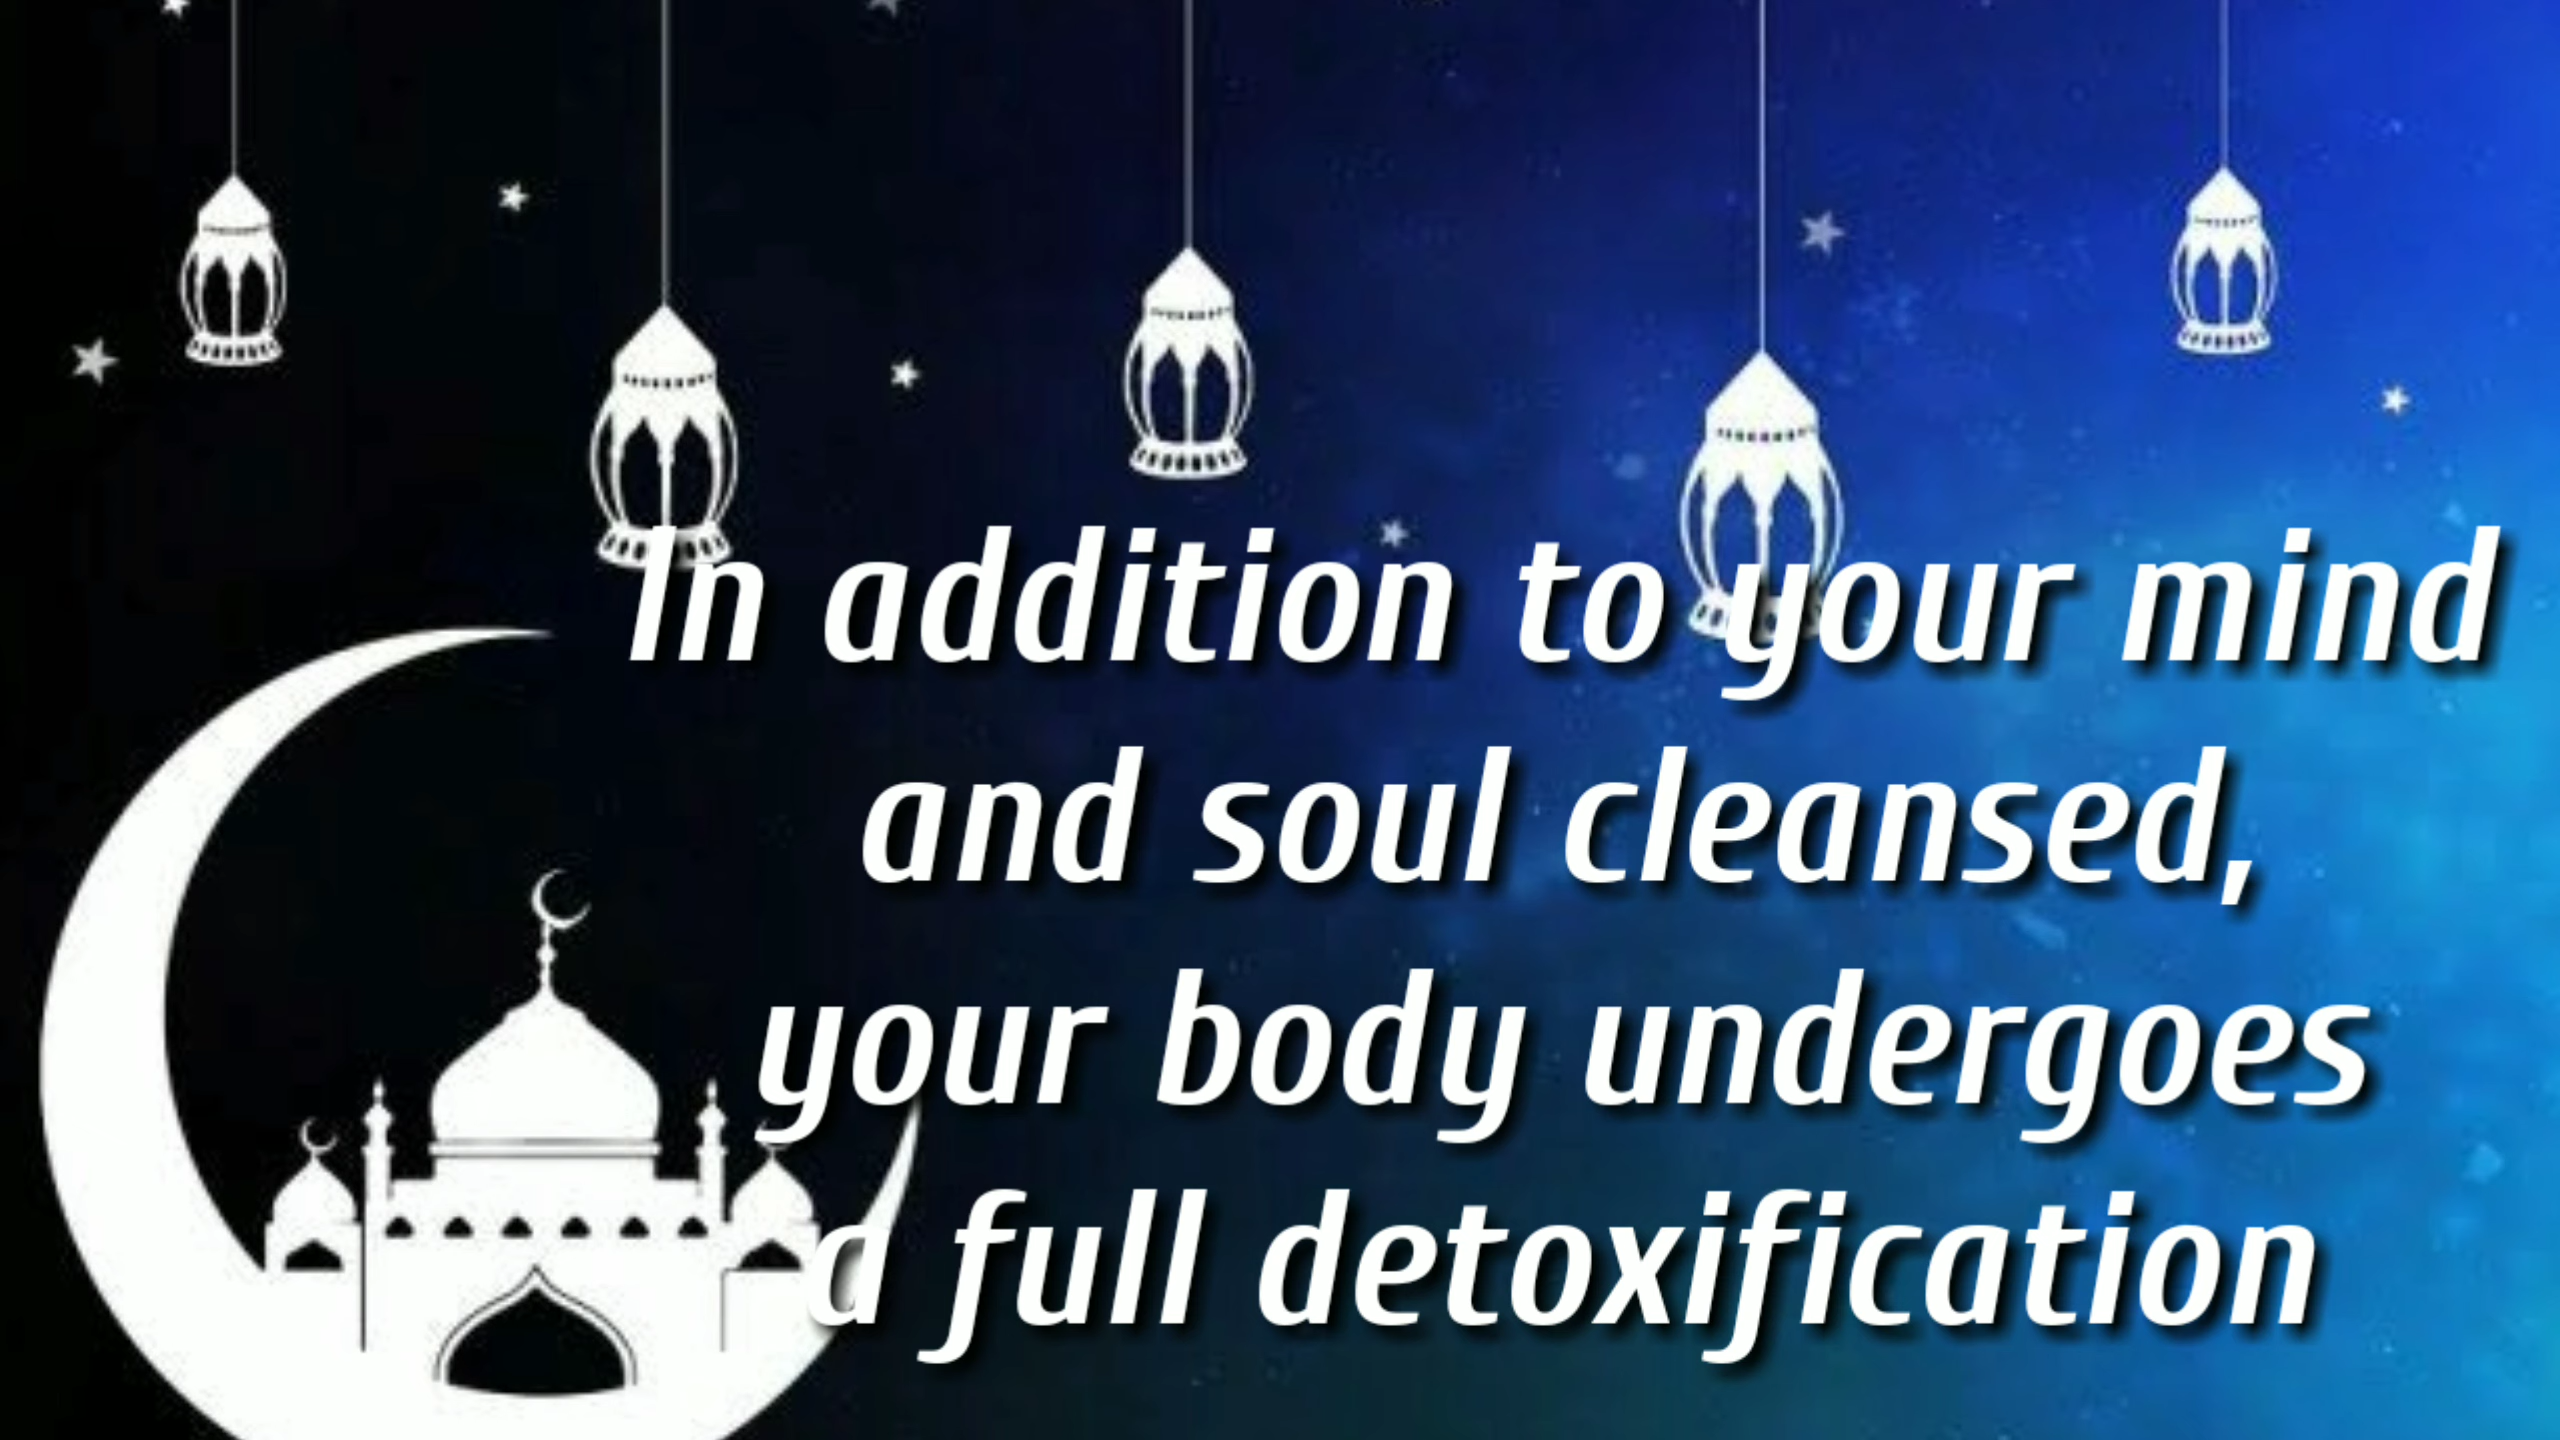 In addition to your mind
and soul cleansed,
your body undergoes
a full detoxification